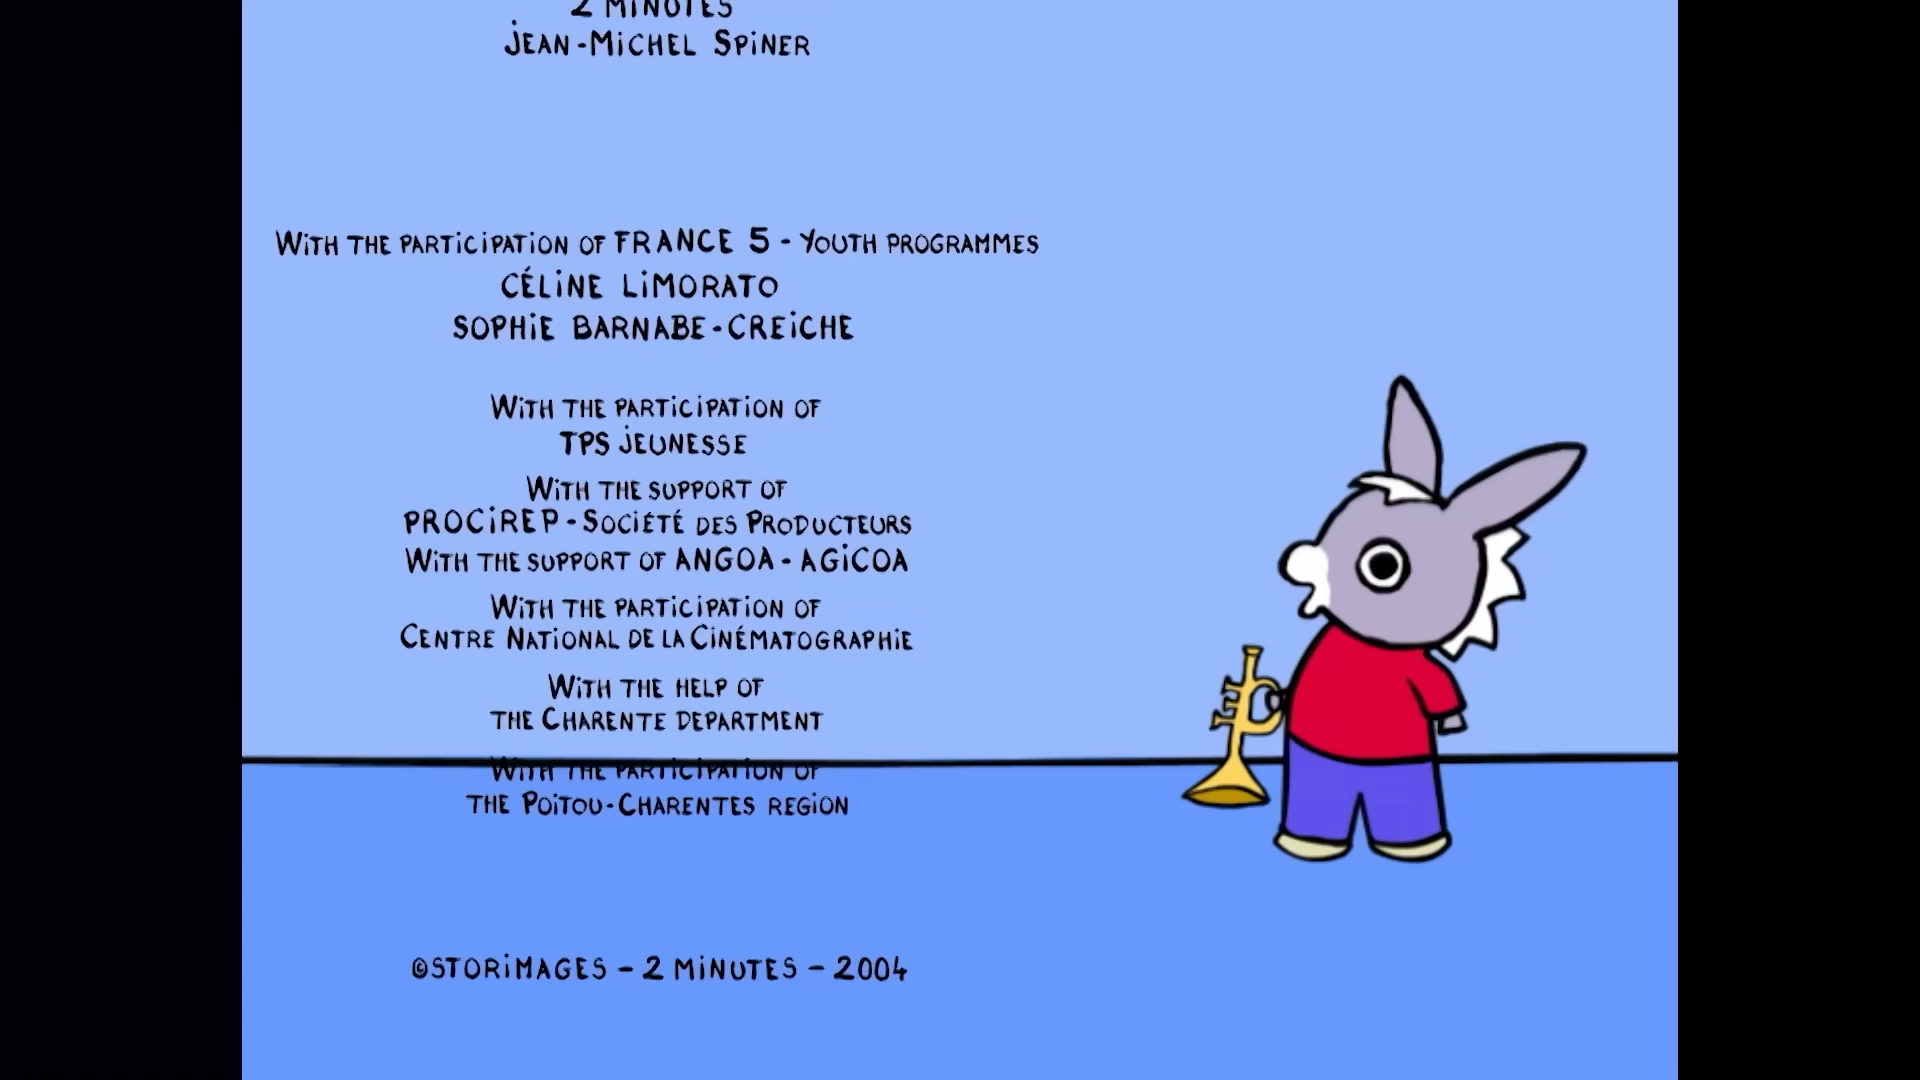 2 MINUTES
JEAN-MICHEL SPINER
WITH THE PARTICIPATION OF FRANCE 5 - YOUTH PROGRAMMES
CÉLINE LIMORATO
SOPHIE BARNABE-CREICHE
WITH THE PARTICIPATION OF
TPS JEUNESSE
WITH THE SUPPORT OF
PROCIREP - SOCIÉTÉ DES PRODUCTEURS
WITH THE SUPPORT OF ANGOA - AGICOA
WITH THE PARTICIPATION OF
CENTRE NATIONAL DE LA CINÉMATOGRAPHIE
WITH THE HELP OF
THE CHARENTE DEPARTMENT
WITH THE PARTICIPATION OF
THE POITOU-CHARENTES REGION
©STORIMAGES - 2 MINUTES - 2004